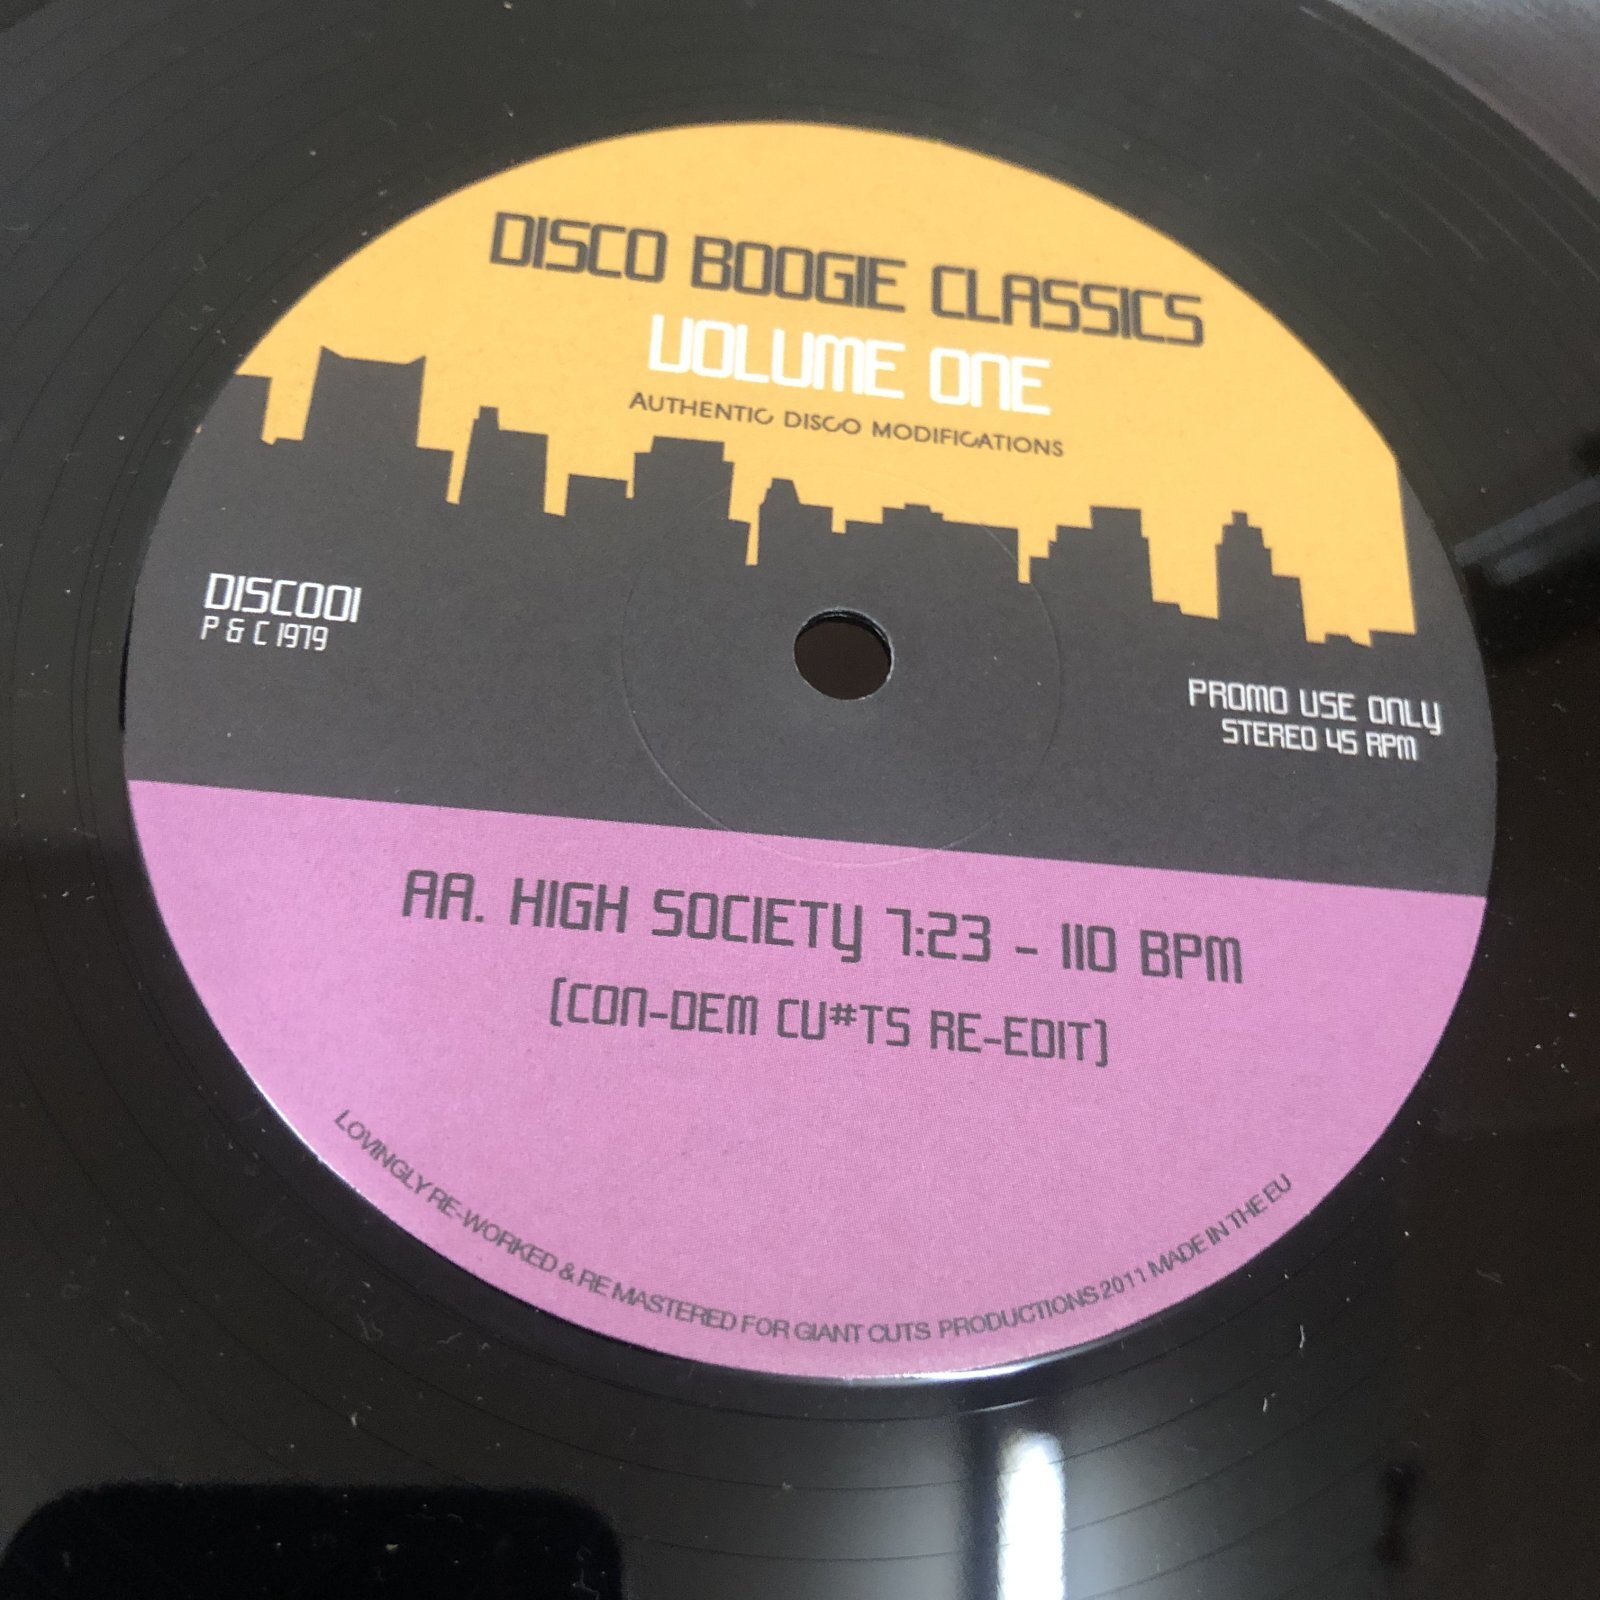 DISCO BOOGIE CLASSICS
VOLUME ONE
AUTHENTIC DISCO MODIFICATIONS
DISCO01
P & C 1979
PROMO USE ONLY
STEREO 45 RPM
AA. HIGH SOCIETY 7:23 - 110 BPM
(CON-DEM CU#TS RE-EDIT)
LOVINGLY RE-WORKED & RE MASTERED FOR GIANT CUTS PRODUCTIONS 2011 MADE IN THE EU